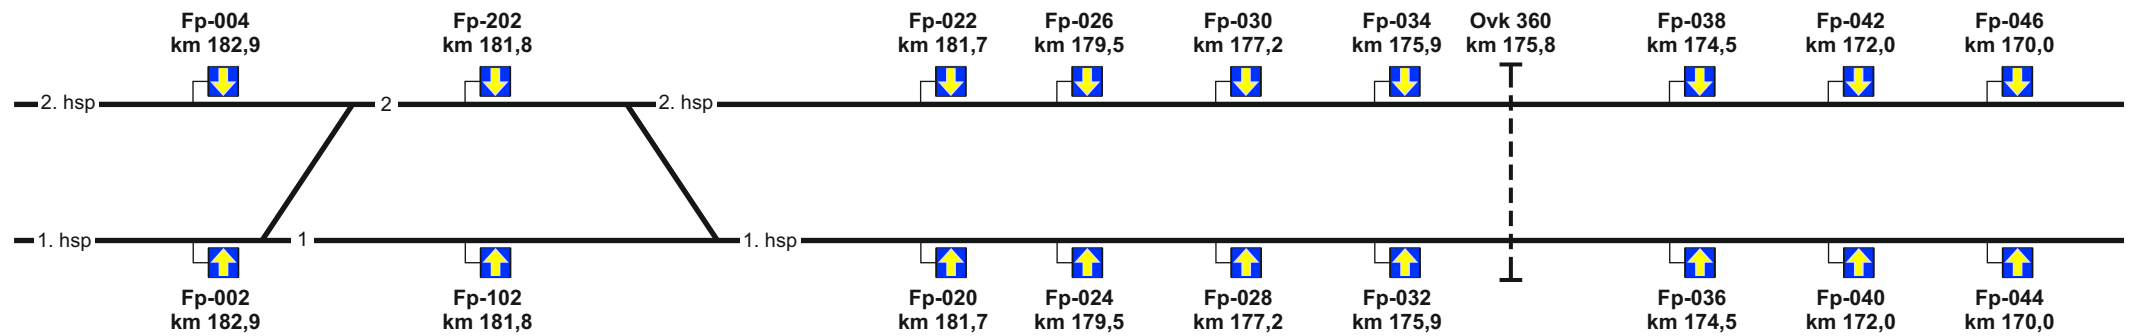 Fp-004 Fp-202 Fp-022 Fp-026 Fp-030 Fp-034 Ovk 360 Fp-038 Fp-042 Fp-046
km 182,9 km 181,8 km 181,7 km 179,5 km 177,2 km 175,9 km 175,8 km 174,5 km 172,0 km 170,0
2. hsp 2 2. hsp
1. hsp 1 1. hsp
Fp-002 Fp-102 Fp-020 Fp-024 Fp-028 Fp-032 Fp-036 Fp-040 Fp-044
km 182,9 km 181,8 km 181,7 km 179,5 km 177,2 km 175,9 km 174,5 km 172,0 km 170,0